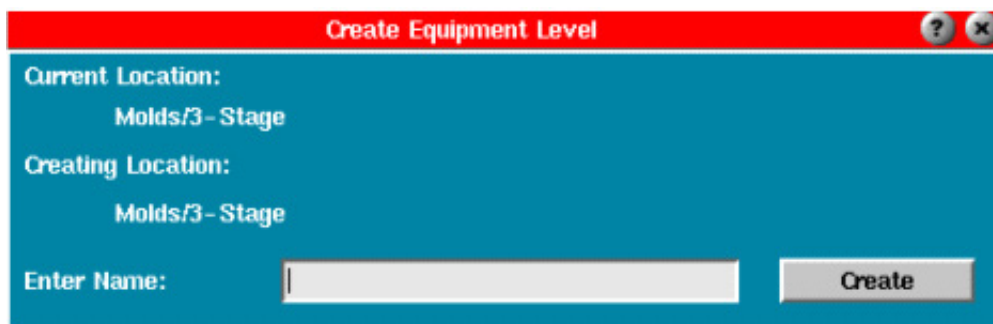 Create Equipment Level ? ×
Current Location:
Molds/3-Stage
Creating Location:
Molds/3-Stage
Enter Name: Create